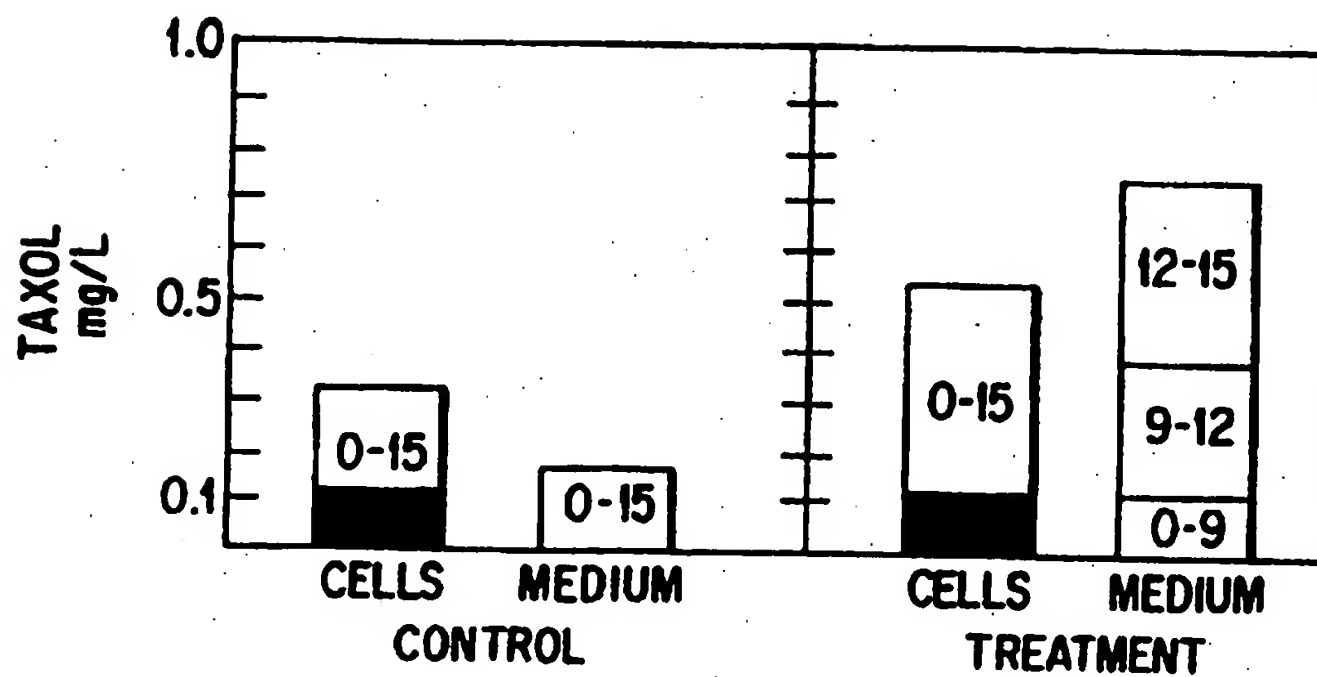 1.0
TAXOL
mg/L
0.5
0.1
0-15
0-15
0-15
12-15
9-12
0-9
CELLS MEDIUM CELLS MEDIUM
CONTROL TREATMENT